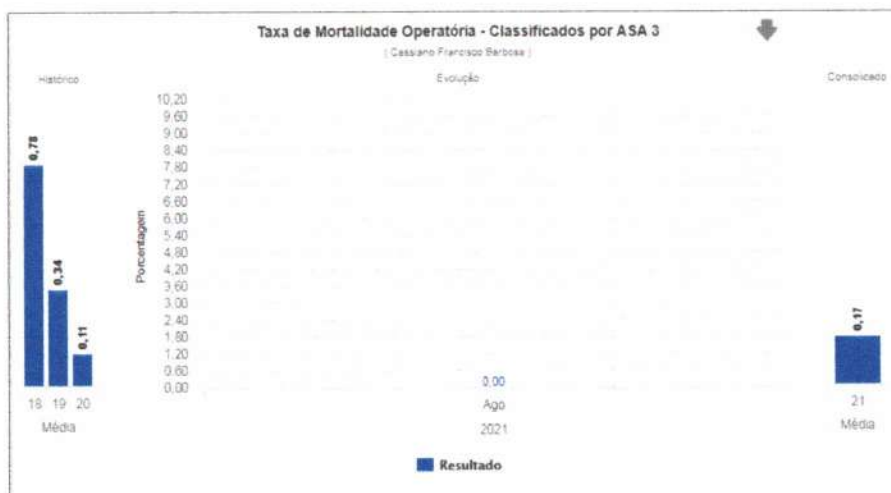 Taxa de Mortalidade Operatória - Classificados por ASA 3
( Cassiano Francisco Barbosa )
Histórico
Evolução
Consolidado
Porcentagem
10,20
9,60
9,00
8,40
7,80
7,20
6,60
6,00
5,40
4,80
4,20
3,60
3,00
2,40
1,80
1,20
0,60
0,00
0,78
0,34
0,11
18 19 20
Média
0,00
Ago
2021
0,17
21
Média
Resultado